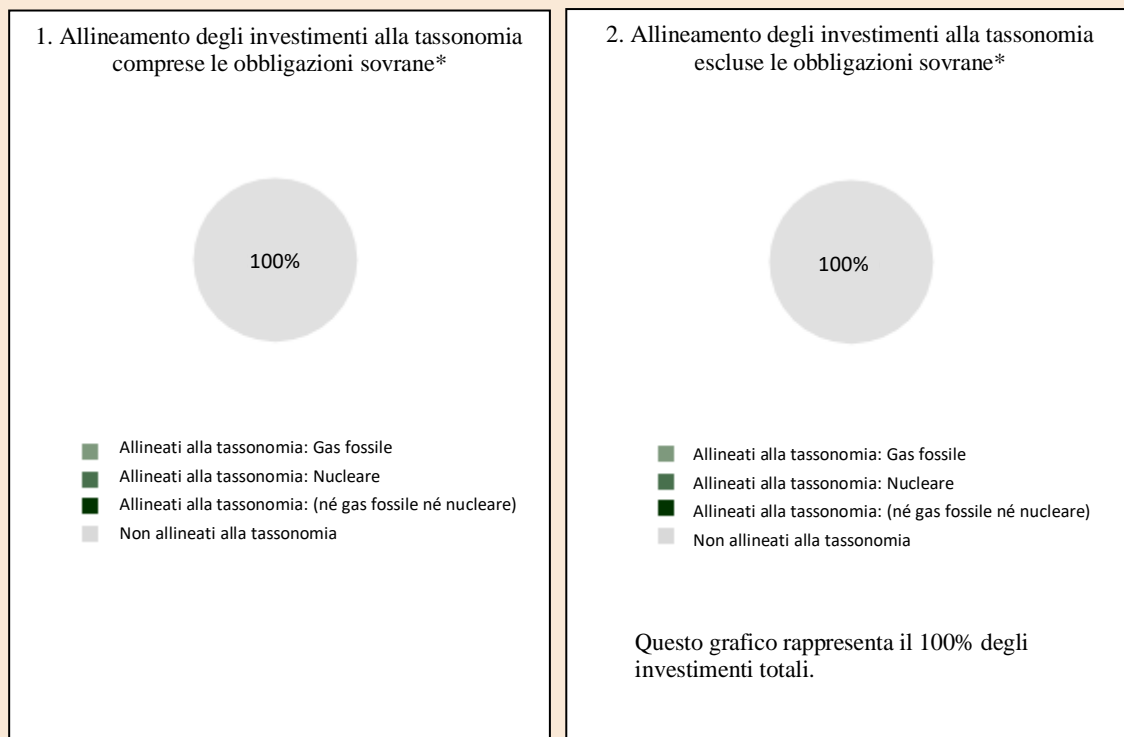 1. Allineamento degli investimenti alla tassonomia
comprese le obbligazioni sovrane*
100%
Allineati alla tassonomia: Gas fossile
Allineati alla tassonomia: Nucleare
Allineati alla tassonomia: (né gas fossile né nucleare)
Non allineati alla tassonomia
2. Allineamento degli investimenti alla tassonomia
escluse le obbligazioni sovrane*
100%
Allineati alla tassonomia: Gas fossile
Allineati alla tassonomia: Nucleare
Allineati alla tassonomia: (né gas fossile né nucleare)
Non allineati alla tassonomia
Questo grafico rappresenta il 100% degli
investimenti totali.